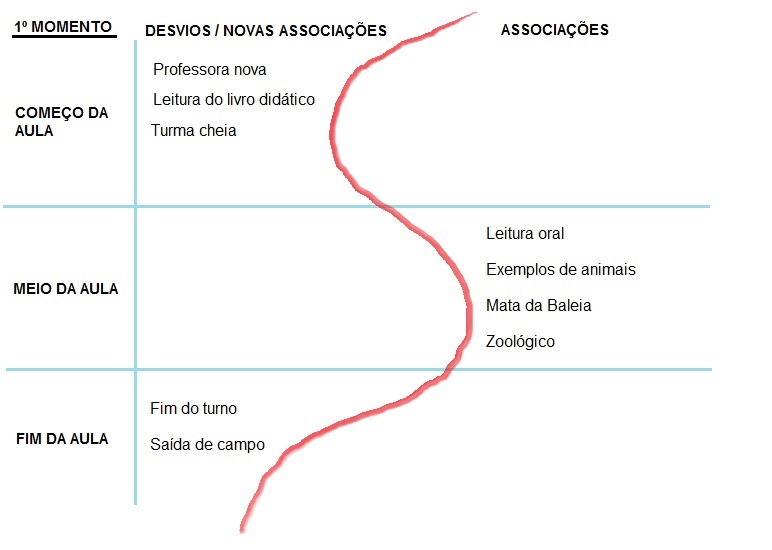 1º MOMENTO
DESVIOS / NOVAS ASSOCIAÇÕES
ASSOCIAÇÕES
COMEÇO DA
AULA
Professora nova
Leitura do livro didático
Turma cheia
MEIO DA AULA
Leitura oral
Exemplos de animais
Mata da Baleia
Zoológico
FIM DA AULA
Fim do turno
Saída de campo